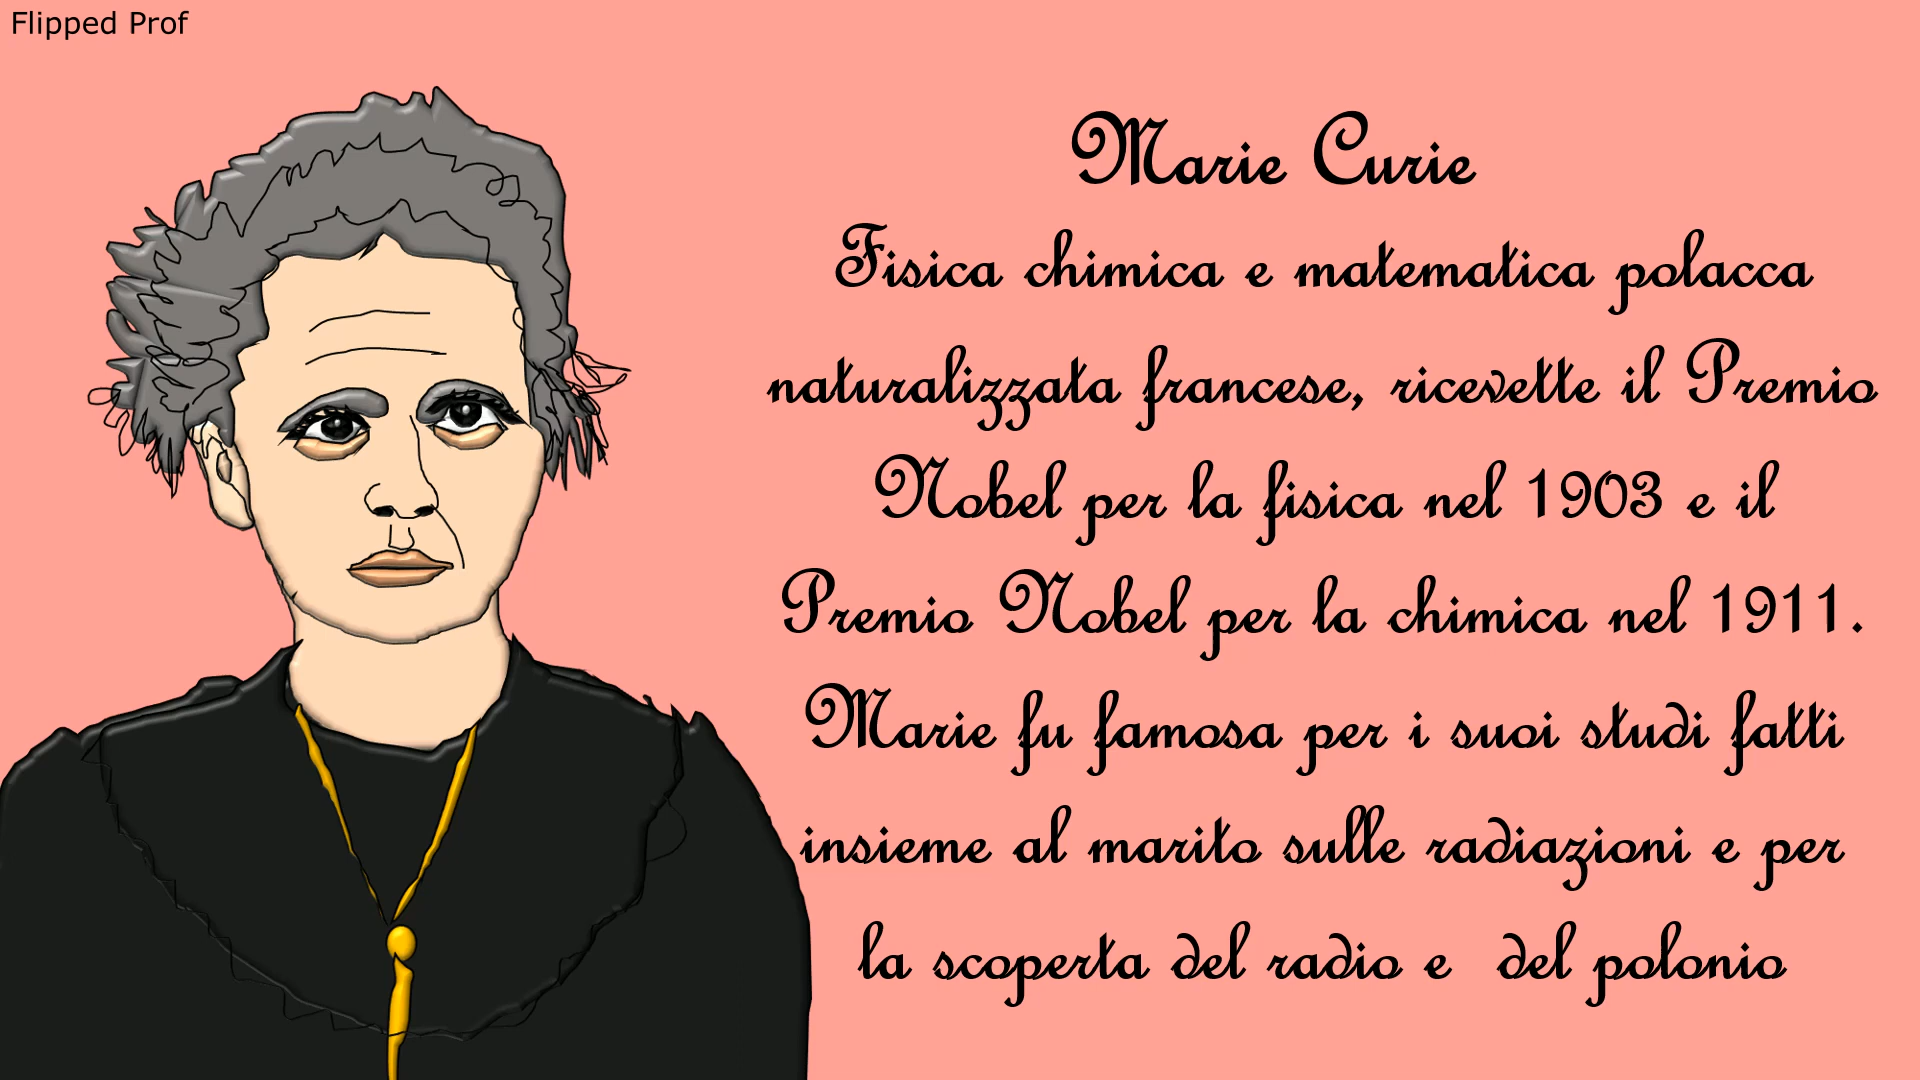 Flipped Prof
Marie Curie
Fisica chimica e matematica polacca
naturalizzata francese, ricevette il Premio
Nobel per la fisica nel 1903 e il
Premio Nobel per la chimica nel 1911.
Marie fu famosa per i suoi studi fatti
insieme al marito sulle radiazioni e per
la scoperta del radio e  del polonio